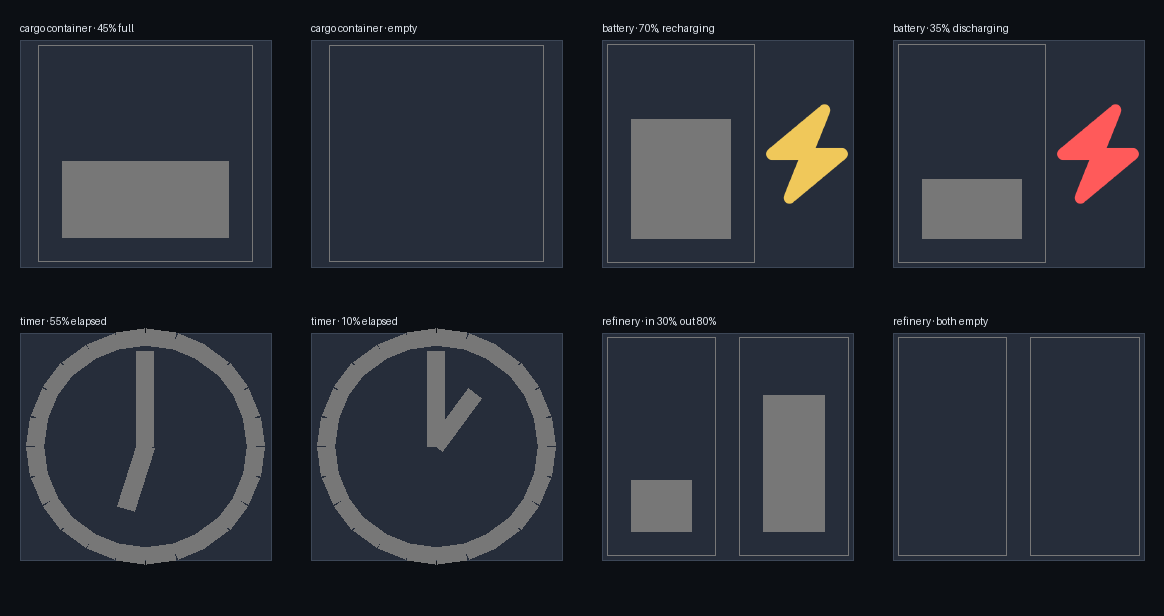 cargo container · 45% full
cargo container · empty
battery · 70%, recharging
battery · 35%, discharging
timer · 55% elapsed
timer · 10% elapsed
refinery · in 30%, out 80%
refinery · both empty